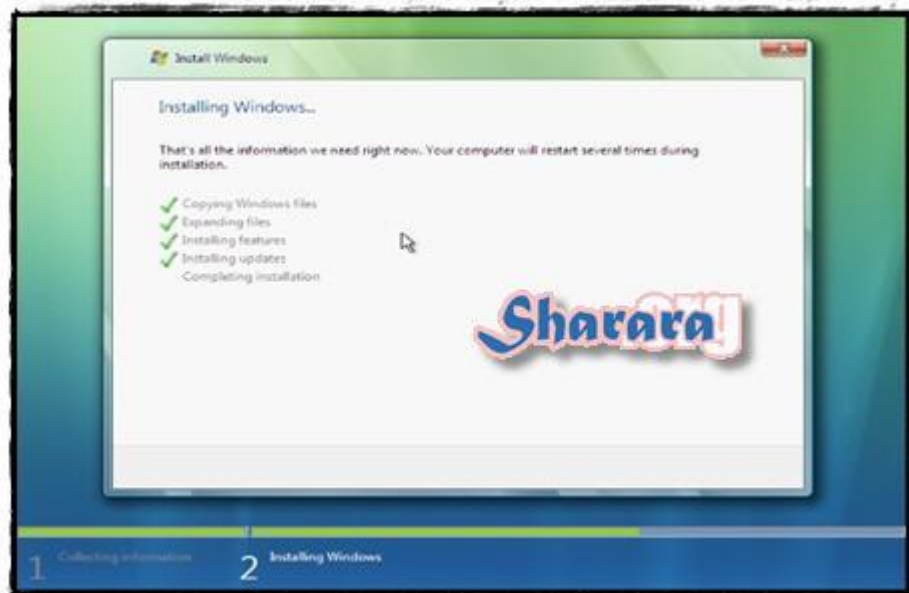 Install Windows
Installing Windows...
That's all the information we need right now. Your computer will restart several times during
installation.
Copying Windows files
Expanding files
Installing features
Installing updates
Completing installation
Sharara.org
1 Collecting information
2 Installing Windows